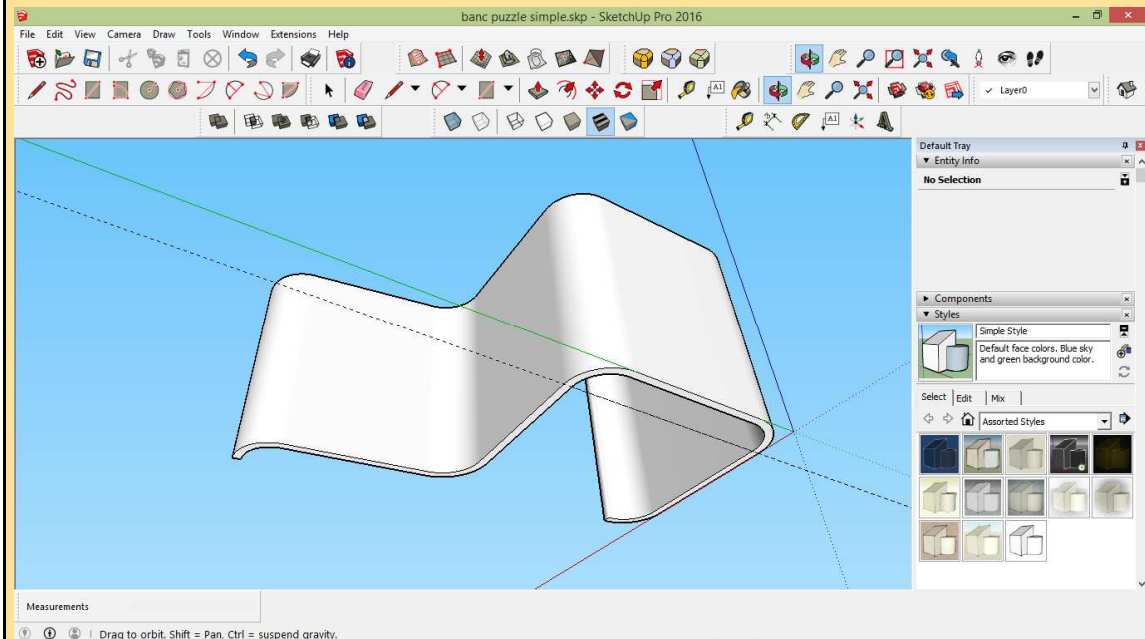 banc puzzle simple.skp - SketchUp Pro 2016
File Edit View Camera Draw Tools Window Extensions Help
A1
Layer0
A1
Default Tray
Entity Info
No Selection
Components
Styles
Simple Style
Default face colors. Blue sky
and green background color.
Select Edit Mix
Assorted Styles
Measurements
Drag to orbit. Shift = Pan, Ctrl = suspend gravity.